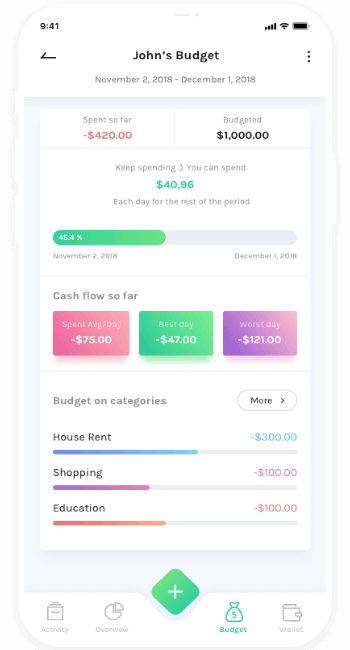 9:41
John's Budget
November 2, 2018 - December 1, 2018
Spent so far
Budgeted
-$420.00
$1,000.00
Keep spending :). You can spend
$40,96
Each day for the rest of the period
45.4 %
November 2, 2018
December 1, 2018
Cash flow so far
Spent Avg/Day
Best day
Worst day
-$75.00
-$47.00
-$121.00
Budget on categories
More
House Rent
-$300.00
Shopping
-$100.00
Education
-$100.00
Activity
Overview
Budget
Wallet